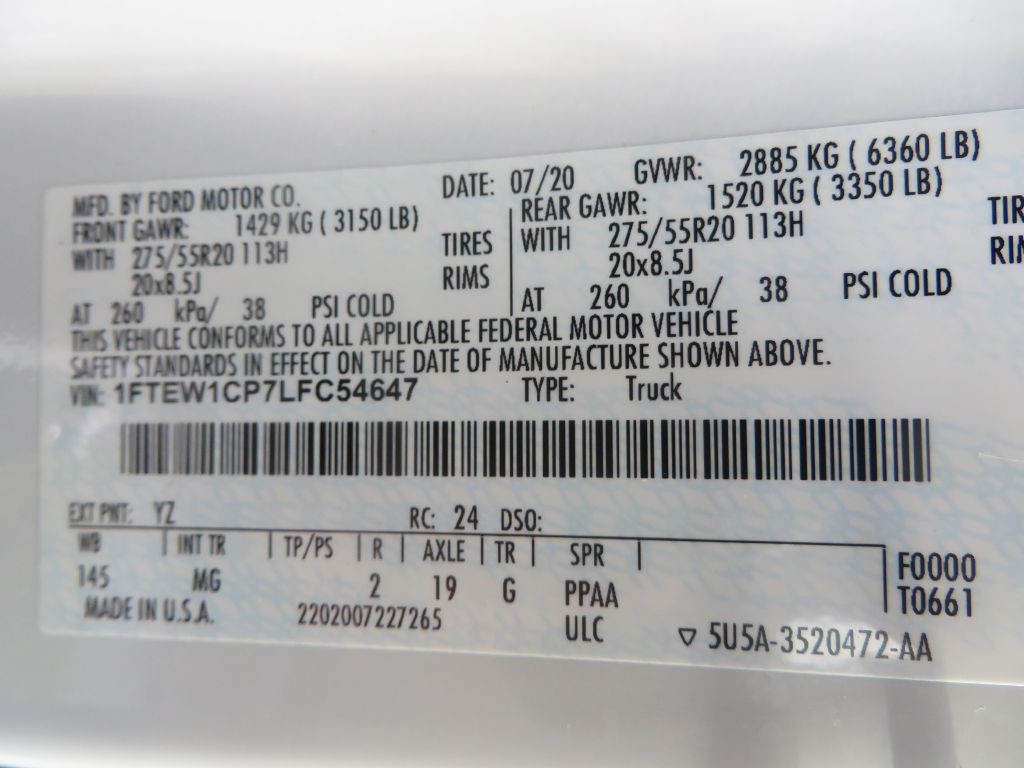 MFD. BY FORD MOTOR CO. DATE: 07/20 GVWR: 2885 KG ( 6360 LB)
FRONT GAWR: 1429 KG ( 3150 LB) REAR GAWR: 1520 KG ( 3350 LB)
WITH 275/55R20 113H TIRES WITH 275/55R20 113H TIR
20x8.5J RIMS 20x8.5J RIM
AT 260 kPa/ 38 PSI COLD AT 260 kPa/ 38 PSI COLD
THIS VEHICLE CONFORMS TO ALL APPLICABLE FEDERAL MOTOR VEHICLE
SAFETY STANDARDS IN EFFECT ON THE DATE OF MANUFACTURE SHOWN ABOVE.
VIN: 1FTEW1CP7LFC54647 TYPE: Truck
EXT PNT: YZ RC: 24 DSO:
WB INT TR TP/PS R AXLE TR SPR
145 MG 2 19 G PPAA F0000
T0661
MADE IN U.S.A. 2202007227265 ULC ▽ 5U5A-3520472-AA